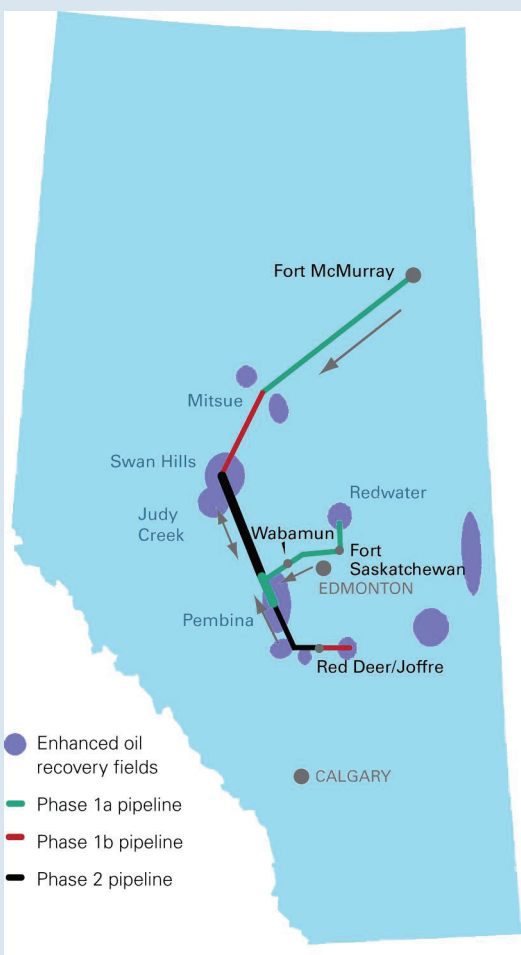 Fort McMurray
Mitsue
Swan Hills
Redwater
Judy
Creek
Wabamun
Fort
Saskatchewan
EDMONTON
Pembina
Red Deer/Joffre
CALGARY
Enhanced oil
recovery fields
Phase 1a pipeline
Phase 1b pipeline
Phase 2 pipeline